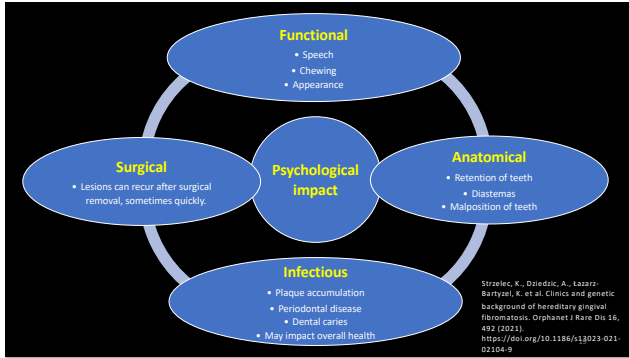 Functional
• Speech
• Chewing
• Appearance
Surgical
• Lesions can recur after surgical
removal, sometimes quickly.
Psychological
impact
Anatomical
• Retention of teeth
• Diastemas
• Malposition of teeth
Infectious
• Plaque accumulation
• Periodontal disease
• Dental caries
• May impact overall health
Strzelec, K., Dziedzic, A., Łazarz-
Bartyzel, K. et al. Clinics and genetic
background of hereditary gingival
fibromatosis. Orphanet J Rare Dis 16,
492 (2021).
https://doi.org/10.1186/s13023-021-
02104-9